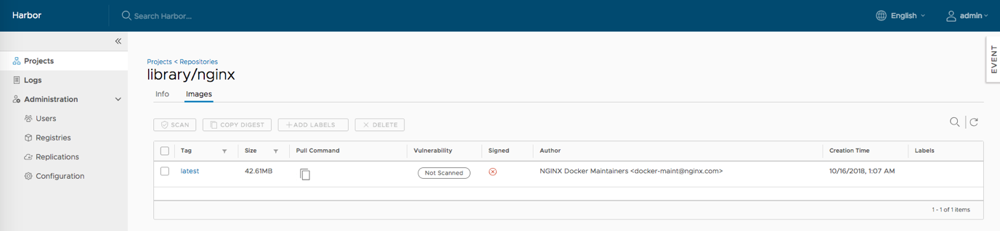 Harbor
Search Harbor...
English
admin
EVENT
Projects
Logs
Administration
Users
Registries
Replications
Configuration
Projects < Repositories
library/nginx
Info Images
SCAN COPY DIGEST +ADD LABELS × DELETE
Tag Size Pull Command Vulnerability Signed Author Creation Time Labels
latest 42.61MB Not Scanned NGINX Docker Maintainers <docker-maint@nginx.com> 10/16/2018, 1:07 AM
1 - 1 of 1 items